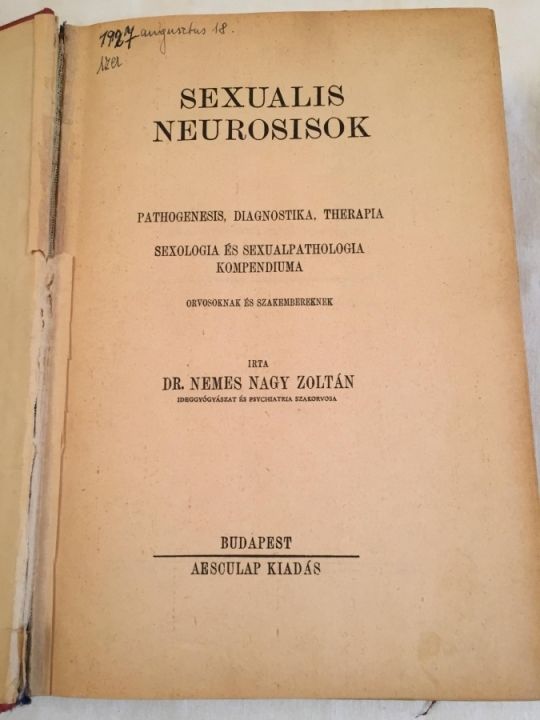 1927 augusztus 18.
SEXUALIS
NEUROSISOK
PATHOGENESIS, DIAGNOSTIKA, THERAPIA
SEXOLOGIA ÉS SEXUALPATHOLOGIA
KOMPENDIUMA
ORVOSOKNAK ÉS SZAKEMBEREKNEK
IRTA
DR. NEMES NAGY ZOLTÁN
IDEGGYÓGYÁSZAT ÉS PSYCHIATRIA SZAKORVOSA
BUDAPEST
AESCULAP KIADÁS